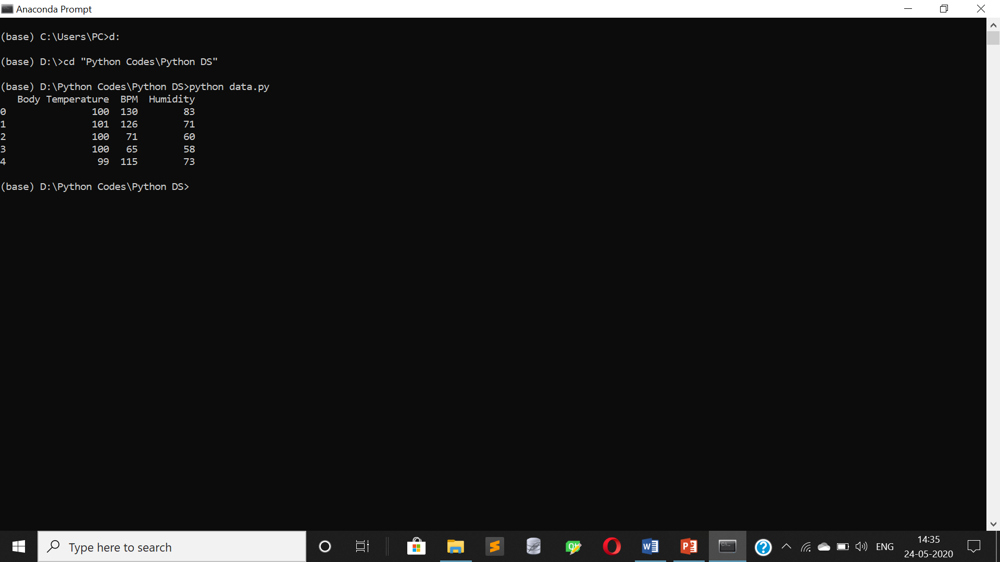 Anaconda Prompt
(base) C:\Users\PC>d:
(base) D:\>cd "Python Codes\Python DS"
(base) D:\Python Codes\Python DS>python data.py
   Body Temperature  BPM  Humidity
0               100  130        83
1               101  126        71
2               100   71        60
3               100   65        58
4                99  115        73
(base) D:\Python Codes\Python DS>
Type here to search
ENG
14:35
24-05-2020